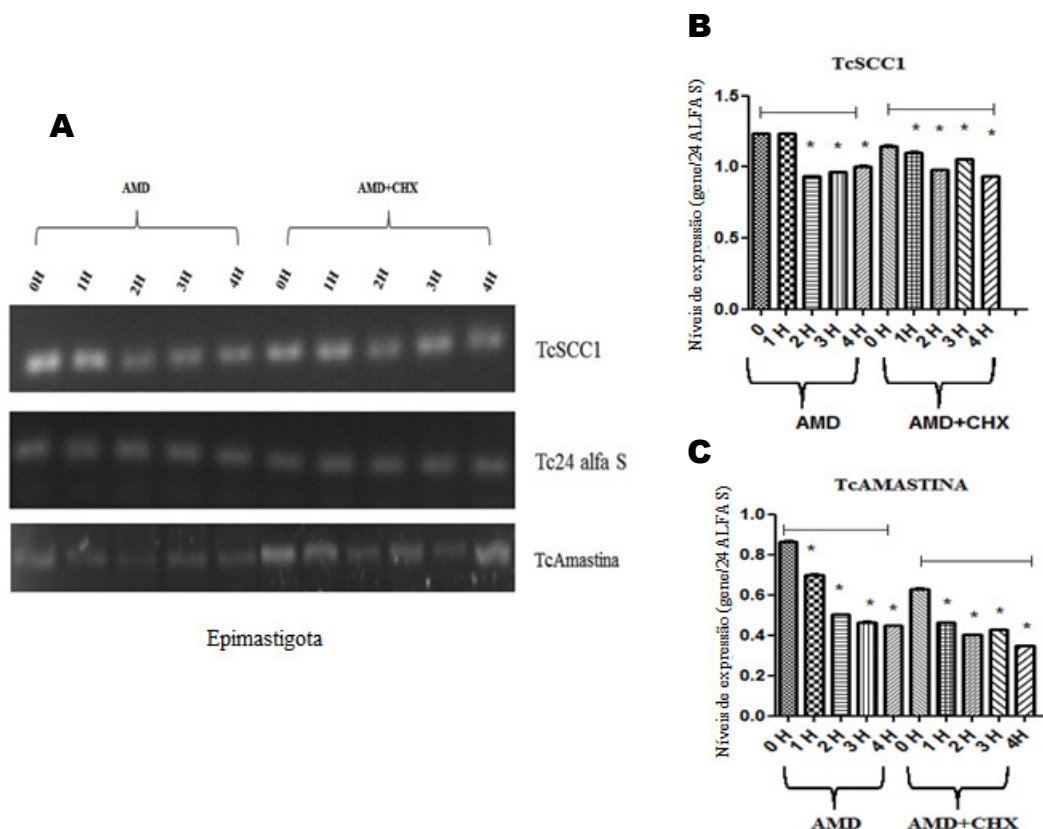 A
AMD
AMD+CHX
0H 1H 2H 3H 4H 0H 1H 2H 3H 4H
TcSCC1
Tc24 alfa S
TcAmastina
Epimastigota
B
TcSCC1
Níveis de expressão (gene/24 ALFA S)
1.5
1.0
0.5
0.0
* * * * * * *
0 1 H 2 H 3 H 4 H 0 H 1H 2H 3H 4H
AMD
AMD+CHX
C
TcAMASTINA
Níveis de expressão (gene/24 ALFA S)
1.0
0.8
0.6
0.4
0.2
0.0
* * * * * * * *
0 H 1 H 2 H 3 H 4 H 0 H 1 H 2 H 3 H 4H
AMD
AMD+CHX